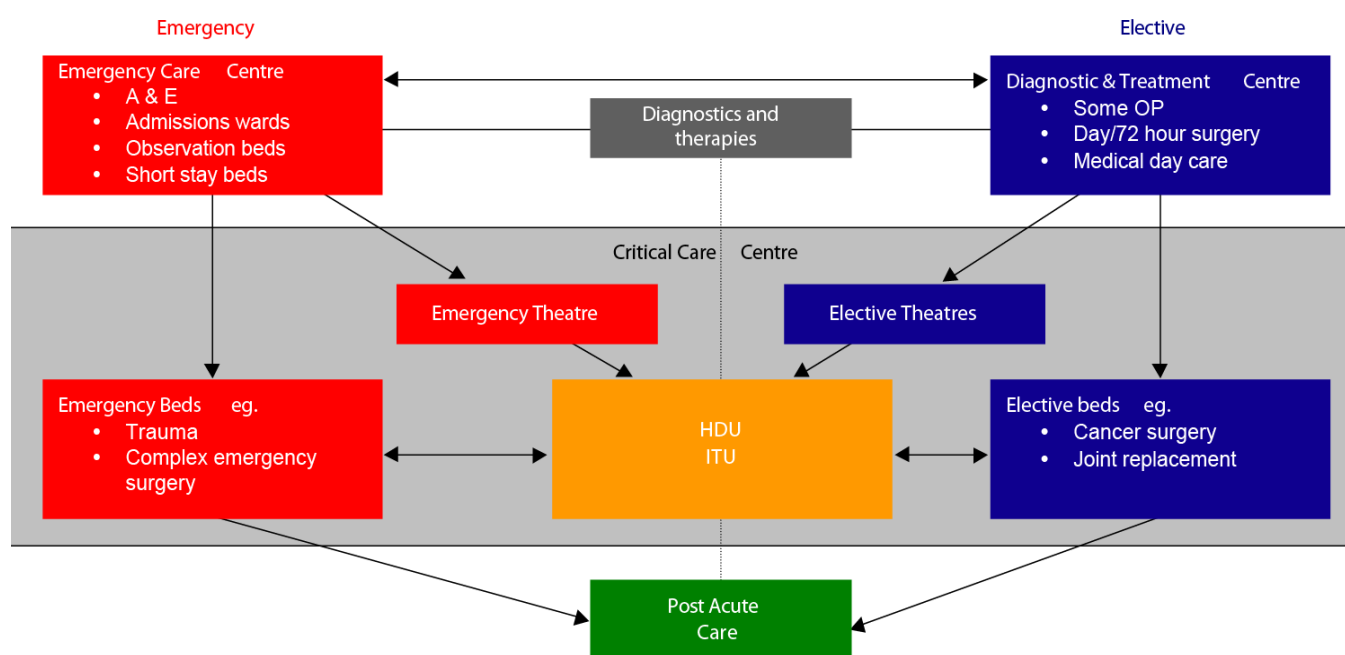 Emergency
Elective
Emergency Care Centre
• A & E
• Admissions wards
• Observation beds
• Short stay beds
Diagnostics and
therapies
Diagnostic & Treatment Centre
• Some OP
• Day/72 hour surgery
• Medical day care
Critical Care Centre
Emergency Theatre
Elective Theatres
Emergency Beds eg.
• Trauma
• Complex emergency
surgery
HDU
ITU
Elective beds eg.
• Cancer surgery
• Joint replacement
Post Acute
Care